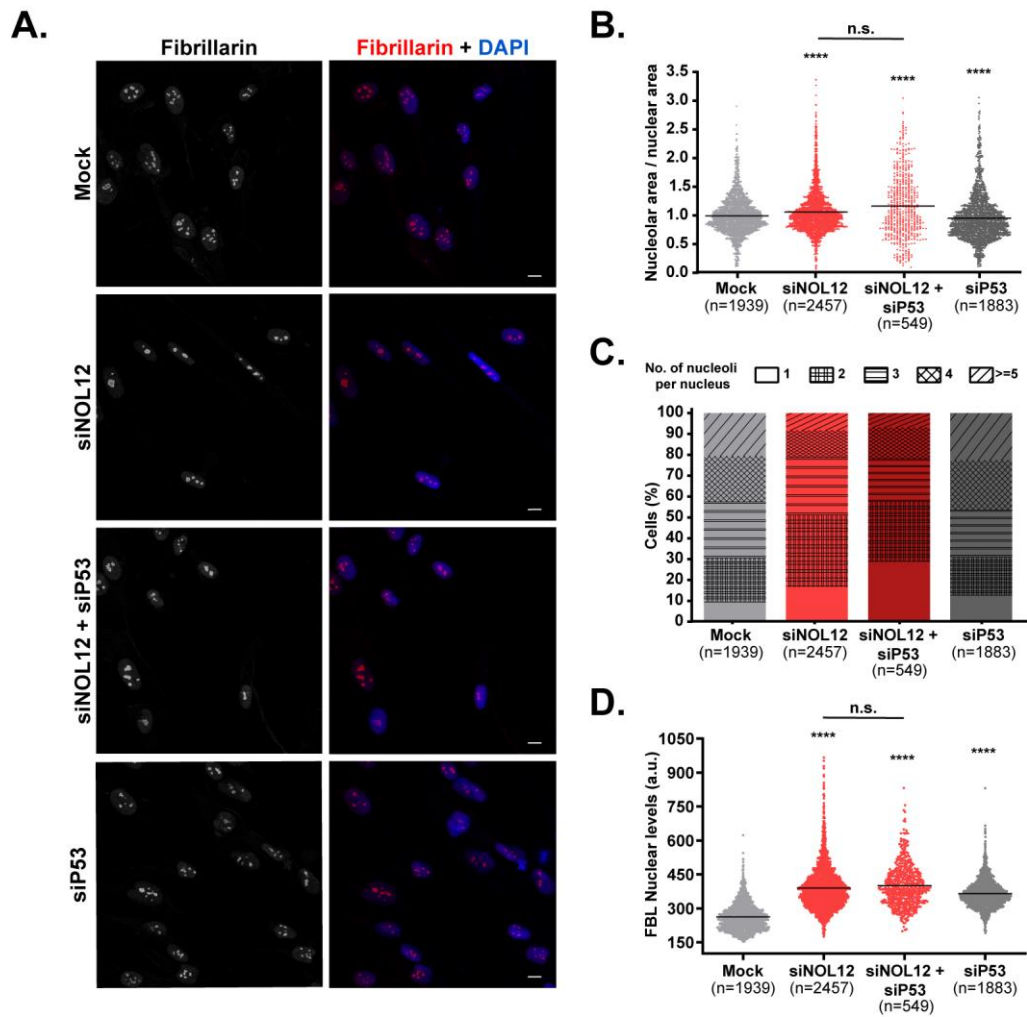 A.
Fibrillarin
Fibrillarin + DAPI
Mock
siNOL12
siNOL12 + siP53
siP53
B.
n.s.
**** **** ****
Nucleolar area / nuclear area
3.5
3.0
2.5
2.0
1.5
1.0
0.5
0.0
Mock siNOL12 siNOL12 + siP53
(n=1939) (n=2457) siP53 (n=1883)
(n=549)
C.
No. of nucleoli
per nucleus
1 2 3 4 >=5
Cells (%)
100
90
80
70
60
50
40
30
20
10
0
Mock siNOL12 siNOL12 + siP53
(n=1939) (n=2457) siP53 (n=1883)
(n=549)
D.
n.s.
**** **** ****
FBL Nuclear levels (a.u.)
1050
900
750
600
450
300
150
Mock siNOL12 siNOL12 + siP53
(n=1939) (n=2457) siP53 (n=1883)
(n=549)